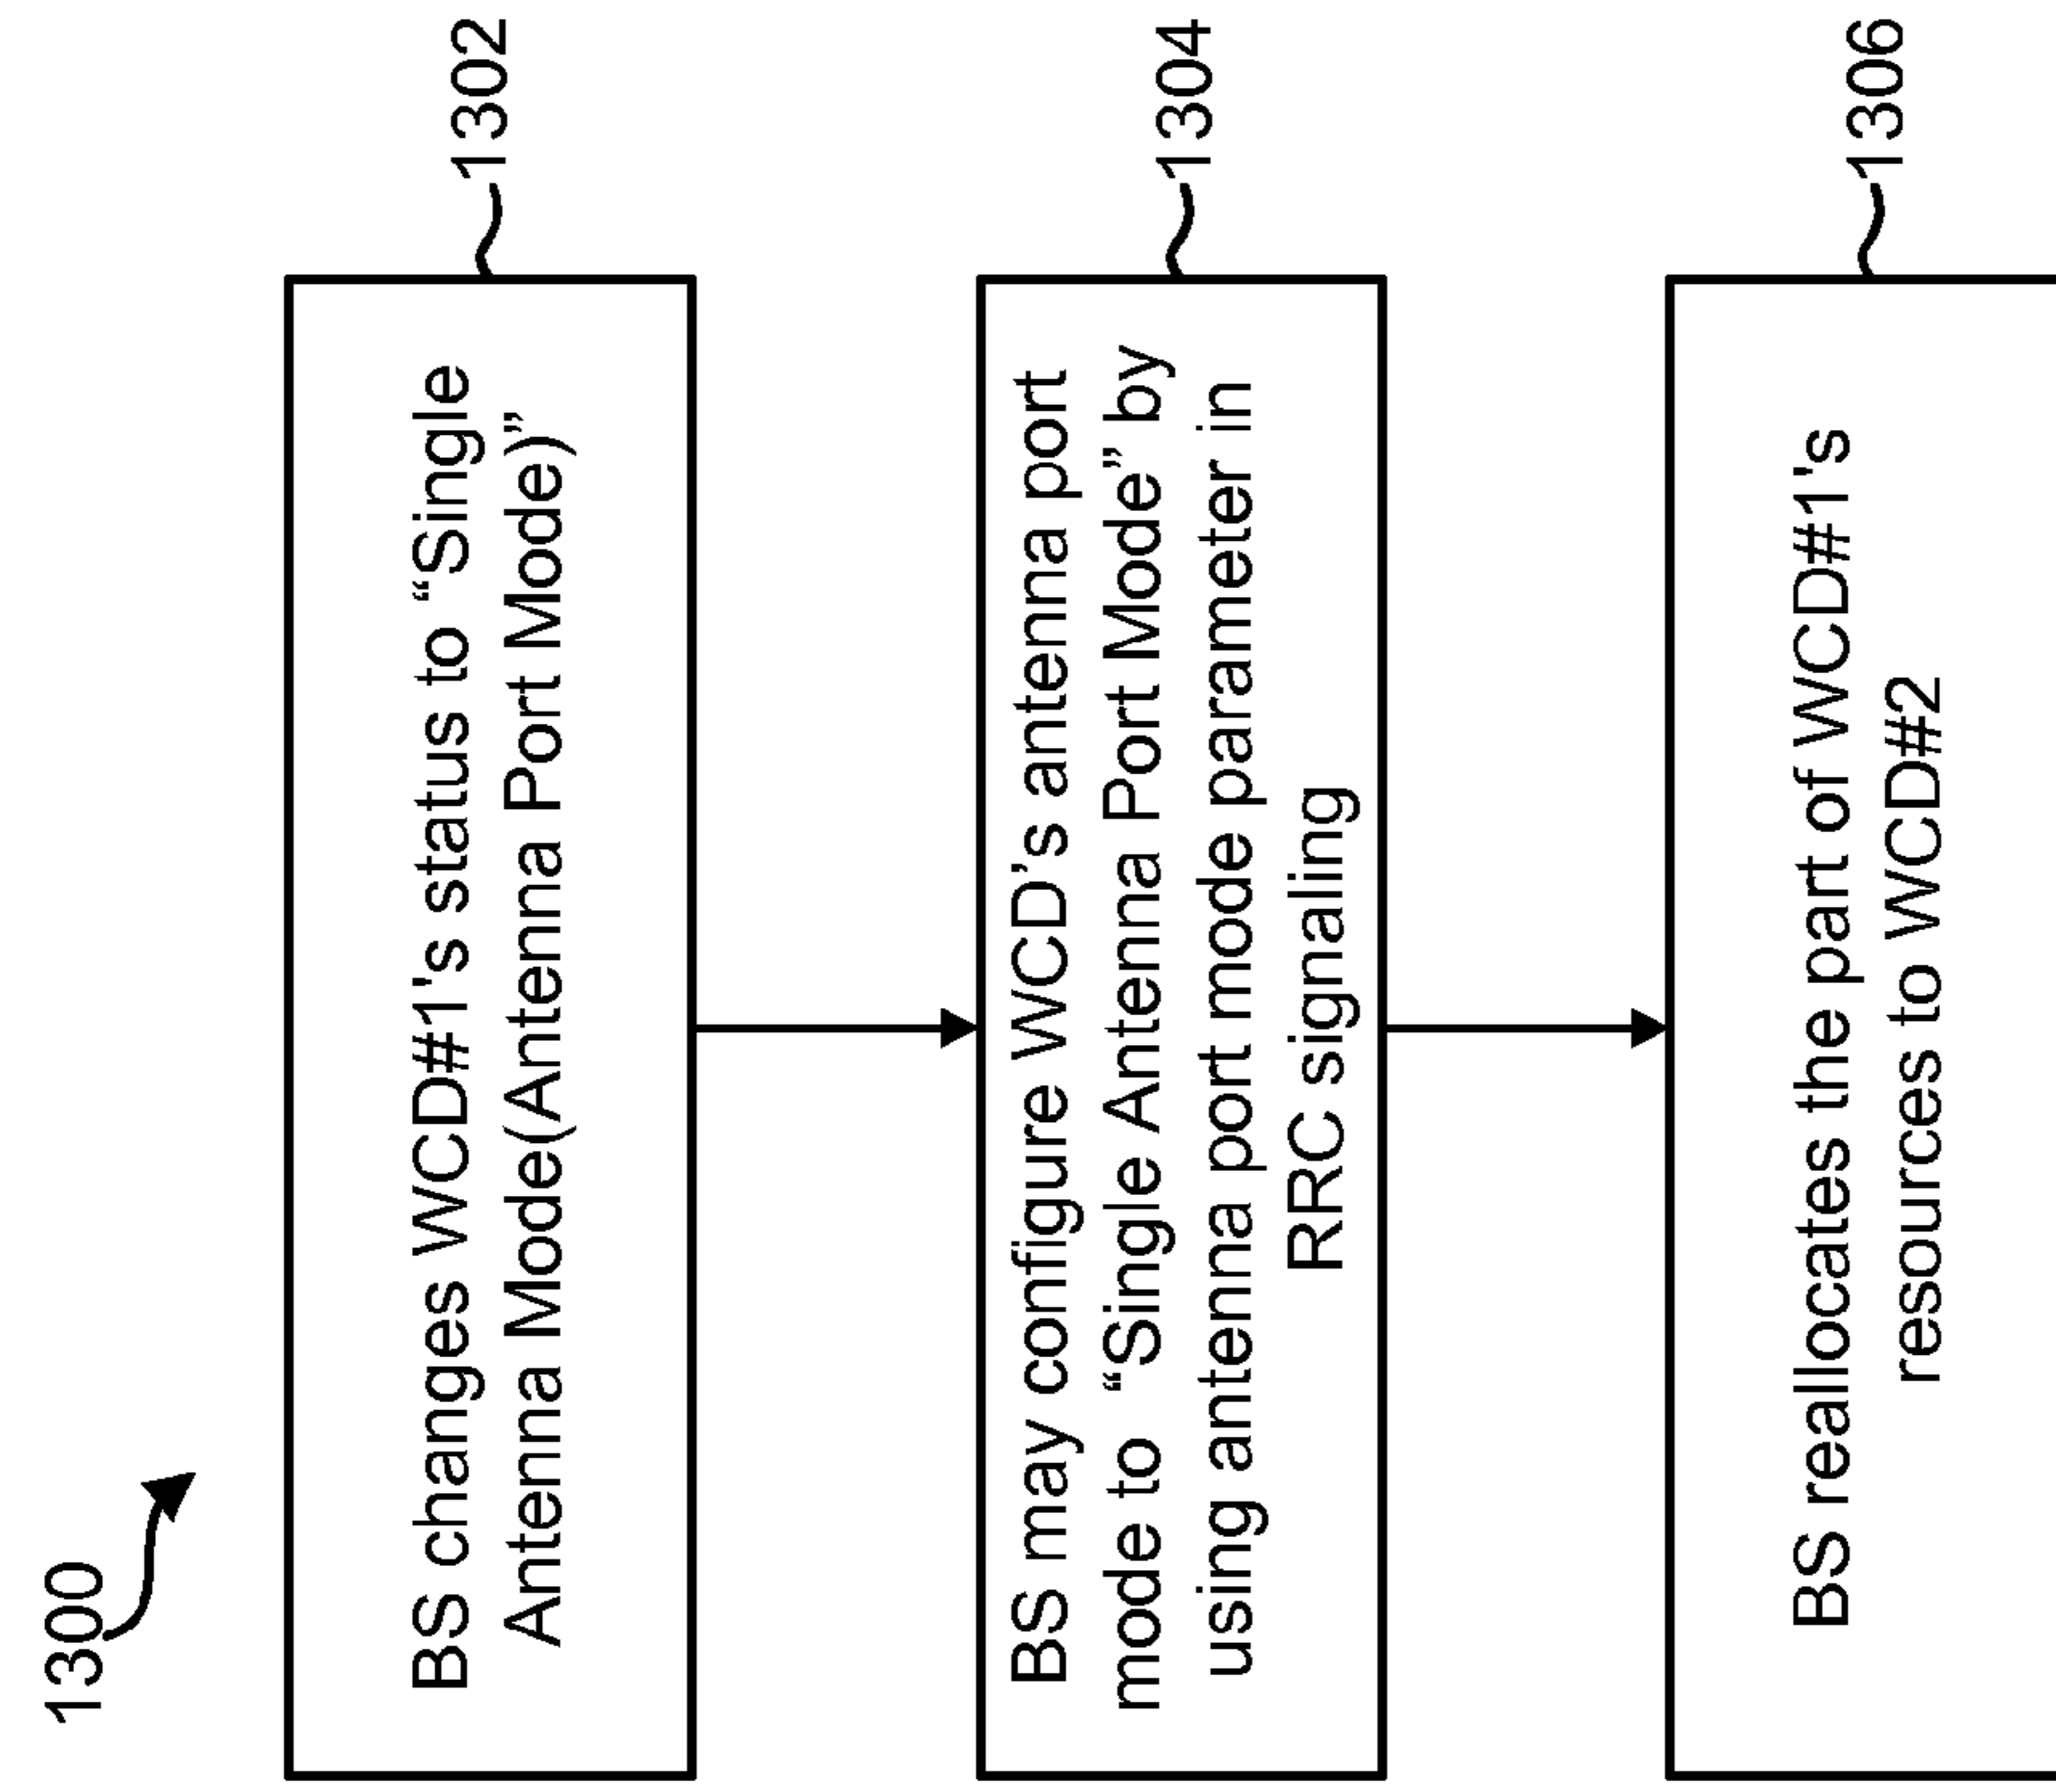 1300
BS changes WCD#1's status to “Single
Antenna Mode(Antenna Port Mode)”
1302
BS may configure WCD’s antenna port
mode to “Single Antenna Port Mode” by
using antenna port mode parameter in
RRC signaling
1304
BS reallocates the part of WCD#1's
resources to WCD#2
1306